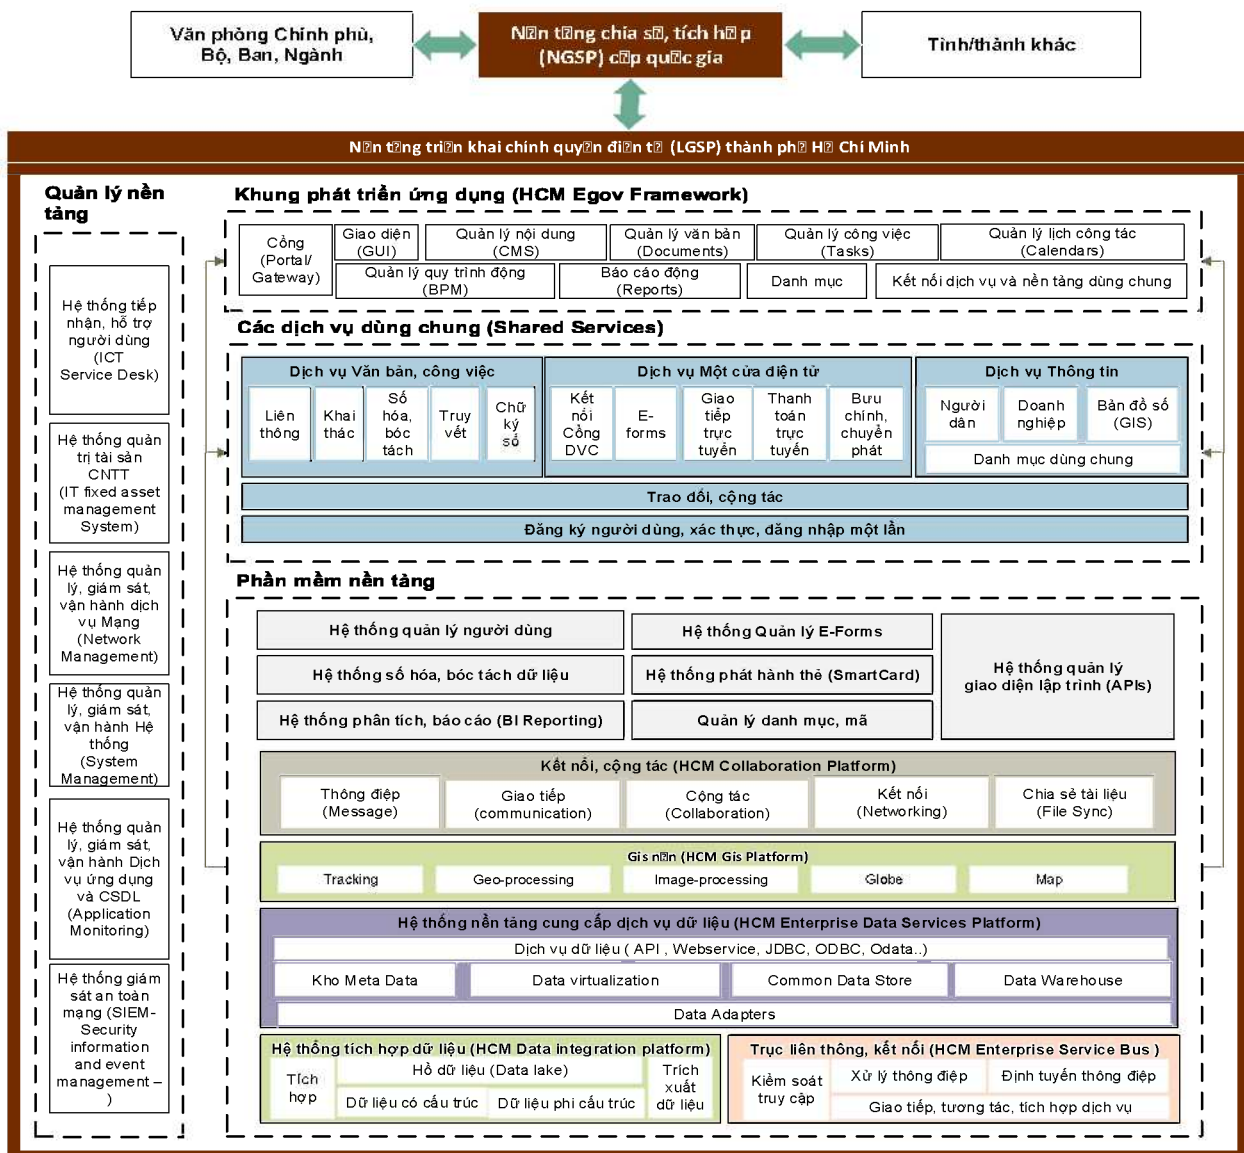 Văn phòng Chính phủ,
Bộ, Ban, Ngành
tích
(NGSP)
gia
Tỉnh/thành khác
triển khai chính
(LGSP) thành
Chí Minh
Quản lý nền
tảng
Hệ thống tiếp
nhận, hỗ trợ
người dùng
(ICT
Service Desk)
Hệ thống quản
trị tài sản
CNTT
(IT fixed asset
management
System)
Hệ thống quản
lý, giám sát,
vận hành dịch
vụ Mạng
(Network
Management)
Hệ thống quản
lý, giám sát,
vận hành Hệ
thống
(System
Management)
Hệ thống quản
lý, giám sát,
vận hành Dịch
vụ ứng dụng
và CSDL
(Application
Monitoring)
Hệ thống giám
sát an toàn
mạng (SIEM-
Security
information
and event
management –
)
Khung phát triển ứng dụng (HCM Egov Framework)
Cổng
(Portal/
Gateway)
Giao diện
(GUI)
Quản lý nội dung
(CMS)
Quản lý văn bản
(Documents)
Quản lý công việc
(Tasks)
Quản lý lịch công tác
(Calendars)
Quản lý quy trình động
(BPM)
Báo cáo động
(Reports)
Danh mục
Kết nối dịch vụ và nền tảng dùng chung
Các dịch vụ dùng chung (Shared Services)
Dịch vụ Văn bản, công việc
Liên
thông
Khai
thác
Số
hóa,
bóc
tách
Truy
vết
Chữ
ký
số
Dịch vụ Một cửa điện tử
Kết
nối
Cổng
DVC
E-
forms
Giao
tiếp
trực
tuyến
Thanh
toán
trực
tuyến
Bưu
chính,
chuyển
phát
Dịch vụ Thông tin
Người
dân
Doanh
nghiệp
Bản đồ số
(GIS)
Danh mục dùng chung
Trao đổi, cộng tác
Đăng ký người dùng, xác thực, đăng nhập một lần
Phần mềm nền tảng
Hệ thống quản lý người dùng
Hệ thống Quản lý E-Forms
Hệ thống quản lý
giao diện lập trình (APIs)
Hệ thống số hóa, bóc tách dữ liệu
Hệ thống phát hành thẻ (SmartCard)
Hệ thống phân tích, báo cáo (BI Reporting)
Quản lý danh mục, mã
Kết nối, cộng tác (HCM Collaboration Platform)
Thông điệp
(Message)
Giao tiếp
(communication)
Cộng tác
(Collaboration)
Kết nối
(Networking)
Chia sẻ tài liệu
(File Sync)
Gis
(HCM Gis Platform)
Tracking
Geo-processing
Image-processing
Globe
Map
Hệ thống nền tảng cung cấp dịch vụ dữ liệu (HCM Enterprise Data Services Platform)
Dịch vụ dữ liệu ( API , Webservice, JDBC, ODBC, Odata..)
Kho Meta Data
Data virtualization
Common Data Store
Data Warehouse
Data Adapters
Hệ thống tích hợp dữ liệu (HCM Data integration platform)
Tích
hợp
Hồ dữ liệu (Data lake)
Dữ liệu có cấu trúc
Dữ liệu phi cấu trúc
Trích
xuất
dữ liệu
Trục liên thông, kết nối (HCM Enterprise Service Bus )
Kiểm soát
truy cập
Xử lý thông điệp
Định tuyến thông điệp
Giao tiếp, tương tác, tích hợp dịch vụ